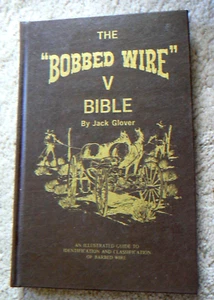 THE
"BOBBED WIRE"
V
BIBLE
By Jack Glover
AN ILLUSTRATED GUIDE TO
IDENTIFICATION AND CLASSIFICATION
OF BARBED WIRE